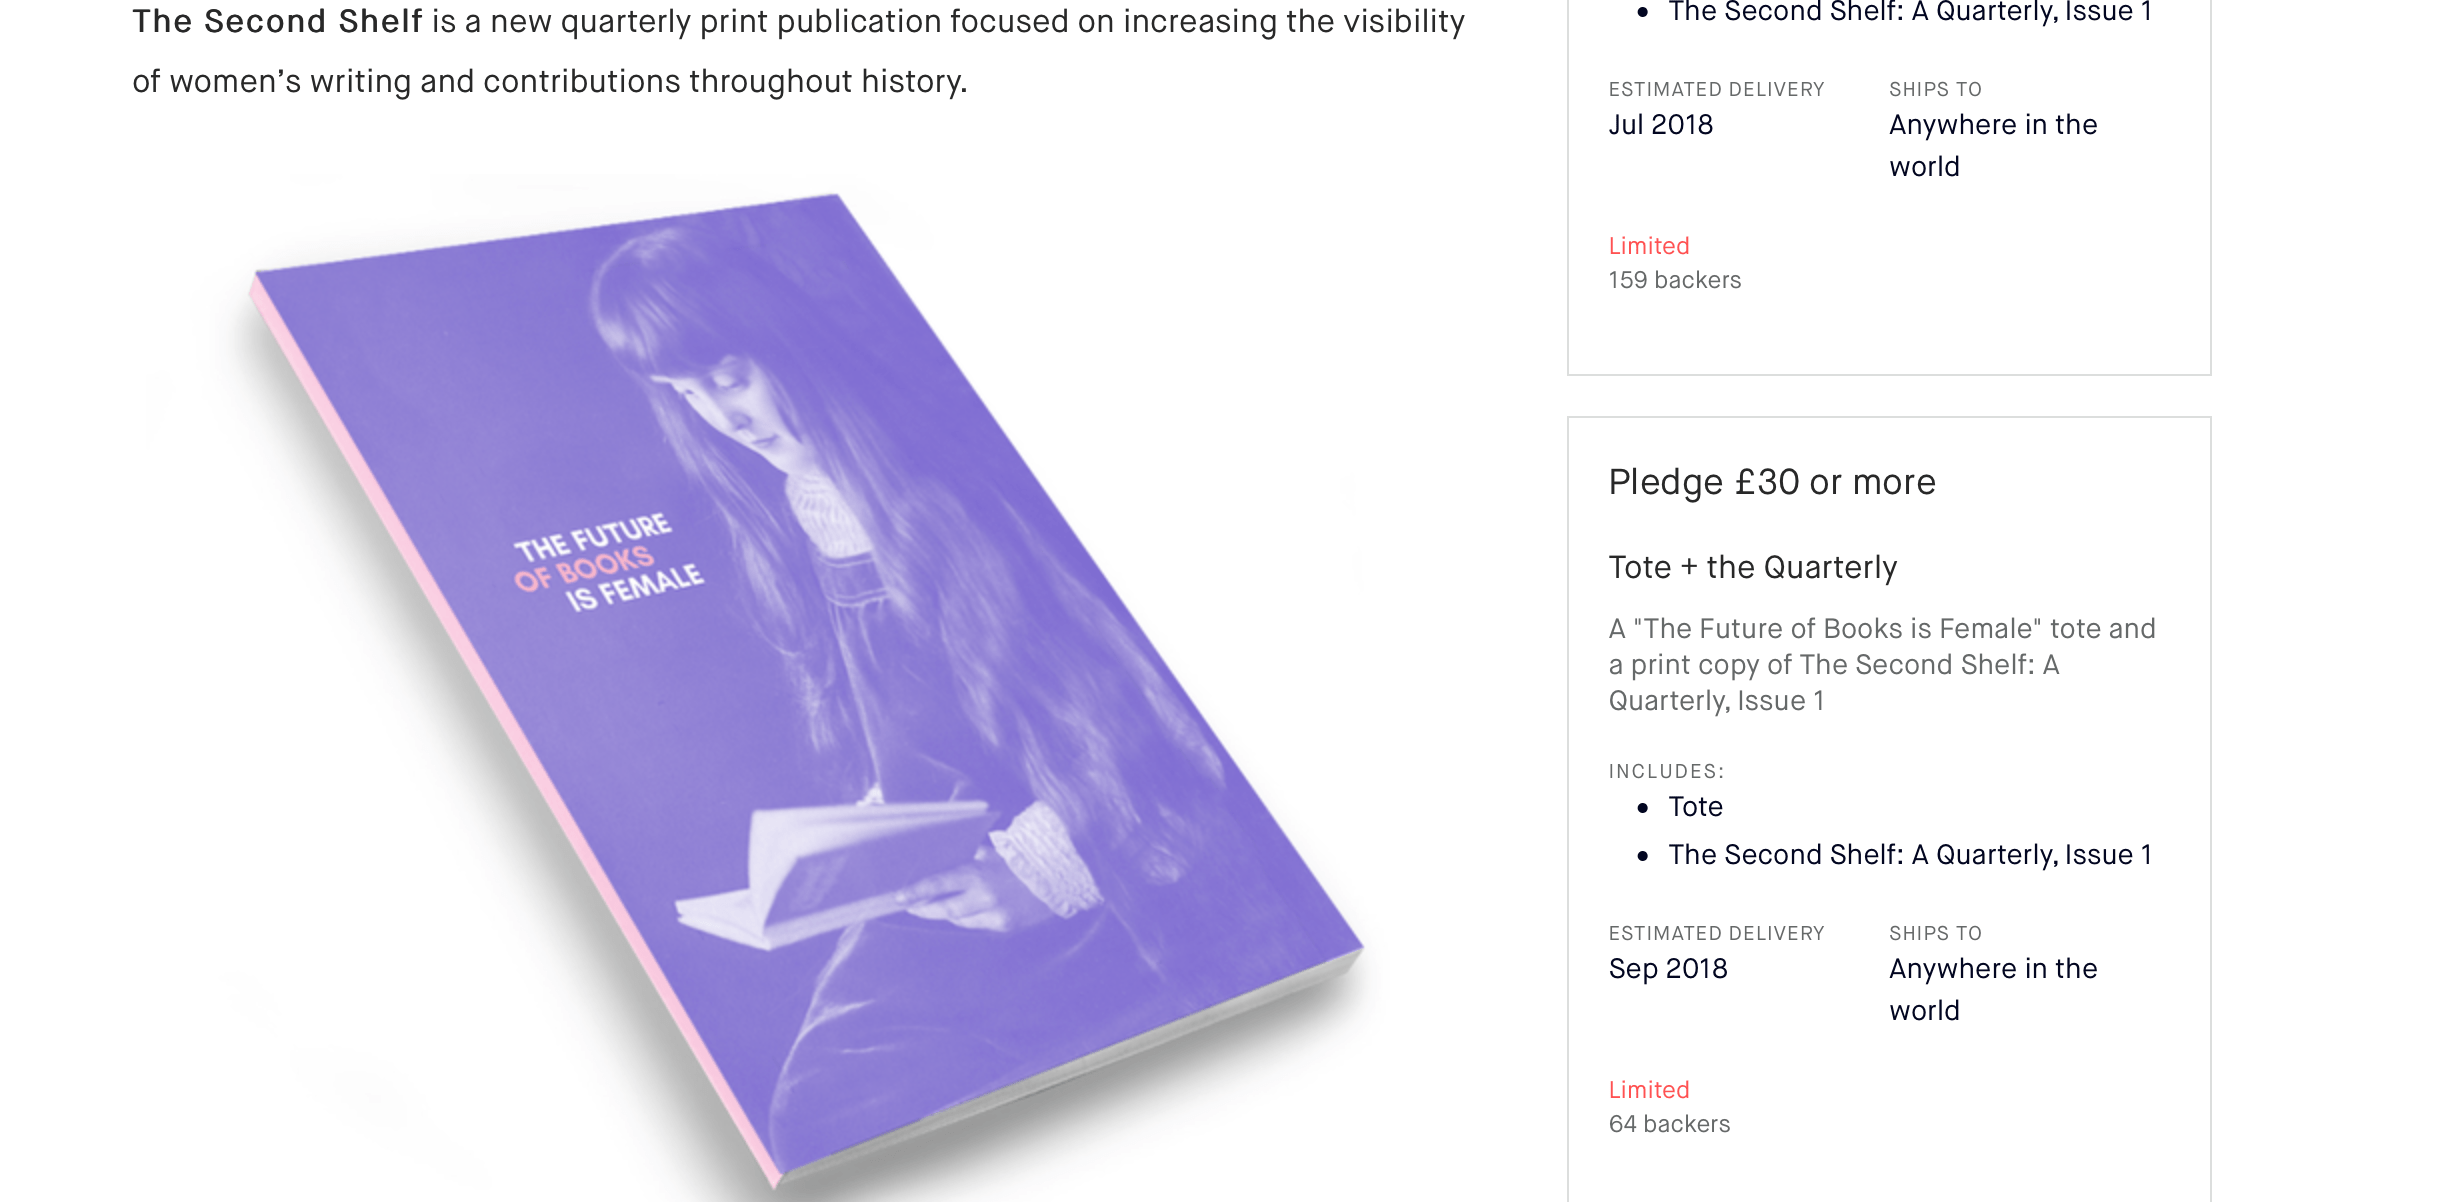 The Second Shelf is a new quarterly print publication focused on increasing the visibility
of women’s writing and contributions throughout history.
THE FUTURE
OF BOOKS
IS FEMALE
• The Second Shelf: A Quarterly, Issue 1
ESTIMATED DELIVERY
Jul 2018
SHIPS TO
Anywhere in the
world
Limited
159 backers
Pledge £30 or more
Tote + the Quarterly
A "The Future of Books is Female" tote and
a print copy of The Second Shelf: A
Quarterly, Issue 1
INCLUDES:
• Tote
• The Second Shelf: A Quarterly, Issue 1
ESTIMATED DELIVERY
Sep 2018
SHIPS TO
Anywhere in the
world
Limited
64 backers